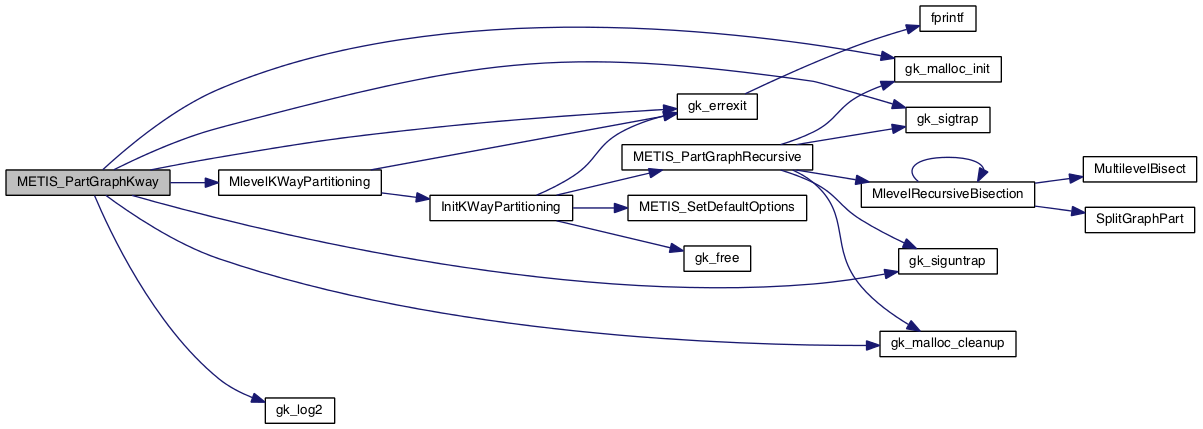 fprintf
gk_malloc_init
gk_errexit
gk_sigtrap
METIS_PartGraphRecursive
MultilevelBisect
METIS_PartGraphKway
MlevelKWayPartitioning
MlevelRecursiveBisection
InitKWayPartitioning
METIS_SetDefaultOptions
SplitGraphPart
gk_free
gk_siguntrap
gk_malloc_cleanup
gk_log2